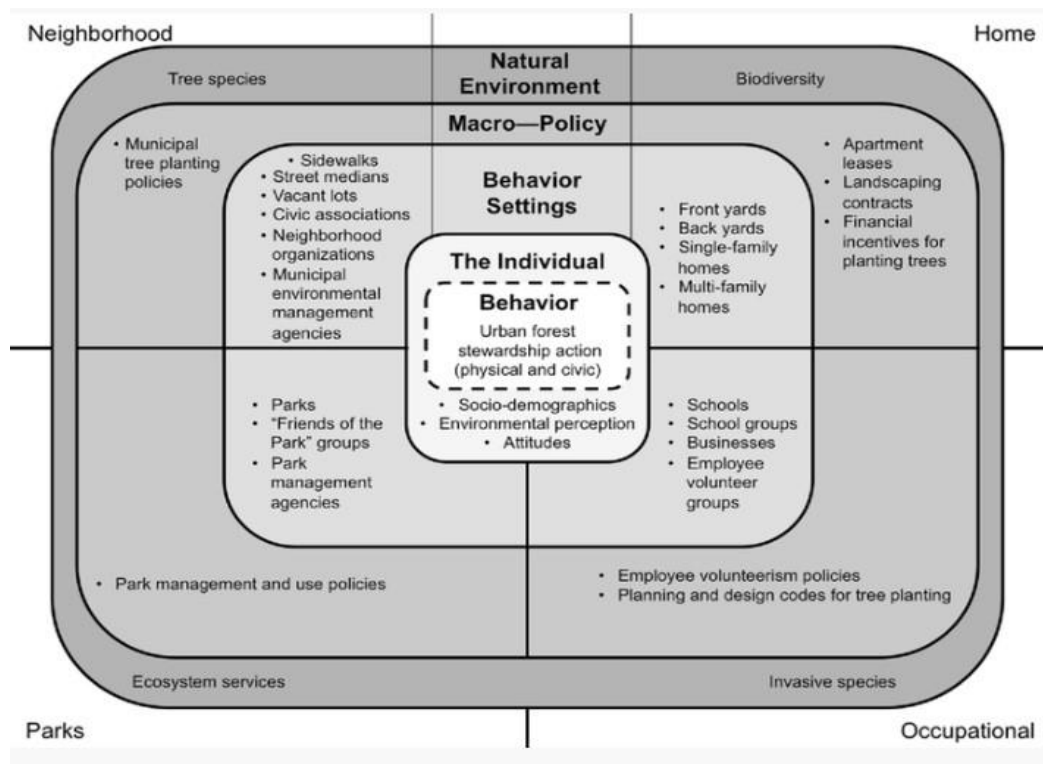 Neighborhood
Home
Natural
Environment
Tree species
Biodiversity
Macro—Policy
• Municipal
tree planting
policies
• Sidewalks
• Street medians
• Vacant lots
• Civic associations
• Neighborhood
organizations
• Municipal
environmental
management
agencies
Behavior
Settings
• Front yards
• Back yards
• Single-family
homes
• Multi-family
homes
• Apartment
leases
• Landscaping
contracts
• Financial
incentives for
planting trees
The Individual
Behavior
Urban forest
stewardship action
(physical and civic)
• Socio-demographics
• Environmental perception
• Attitudes
• Parks
• “Friends of the
Park” groups
• Park
management
agencies
• Schools
• School groups
• Businesses
• Employee
volunteer
groups
• Park management and use policies
• Employee volunteerism policies
• Planning and design codes for tree planting
Ecosystem services
Invasive species
Parks
Occupational